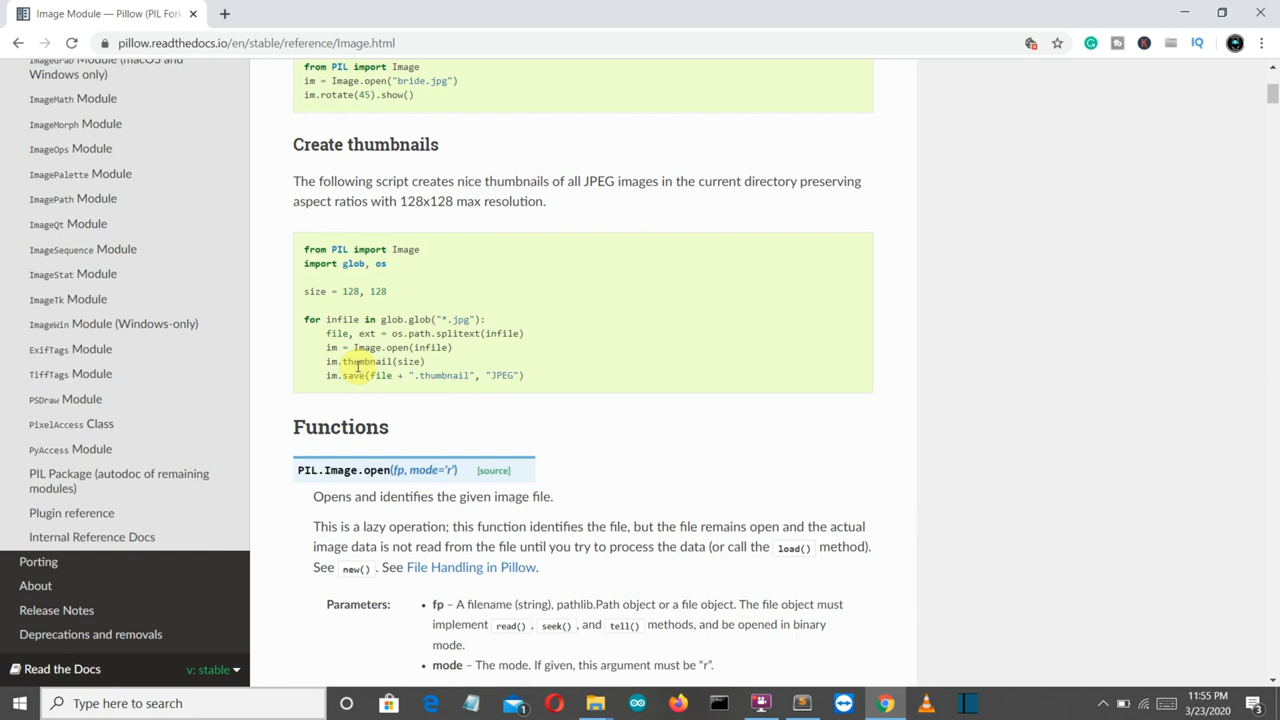 Image Module — Pillow (PIL For
pillow.readthedocs.io/en/stable/reference/Image.html
ImageGrab Module (macOS and
Windows only)
ImageMath Module
ImageMorph Module
ImageOps Module
ImagePalette Module
ImagePath Module
ImageQt Module
ImageSequence Module
ImageStat Module
ImageTk Module
ImageWin Module (Windows-only)
ExifTags Module
TiffTags Module
PSDraw Module
PixelAccess Class
PyAccess Module
PIL Package (autodoc of remaining
modules)
Plugin reference
Internal Reference Docs
Porting
About
Release Notes
Deprecations and removals
Read the Docs
v: stable
from PIL import Image
im = Image.open("bride.jpg")
im.rotate(45).show()
Create thumbnails
The following script creates nice thumbnails of all JPEG images in the current directory preserving
aspect ratios with 128x128 max resolution.
from PIL import Image
import glob, os
size = 128, 128
for infile in glob.glob("*.jpg"):
file, ext = os.path.splitext(infile)
im = Image.open(infile)
im.thumbnail(size)
im.save(file + ".thumbnail", "JPEG")
Functions
PIL.Image.open(fp, mode='r') [source]
Opens and identifies the given image file.
This is a lazy operation; this function identifies the file, but the file remains open and the actual
image data is not read from the file until you try to process the data (or call the load() method).
See new(). See File Handling in Pillow.
Parameters:
• fp – A filename (string), pathlib.Path object or a file object. The file object must
implement read(), seek(), and tell() methods, and be opened in binary
mode.
• mode – The mode. If given, this argument must be "r".
Type here to search
1
11:55 PM
3/23/2020
3